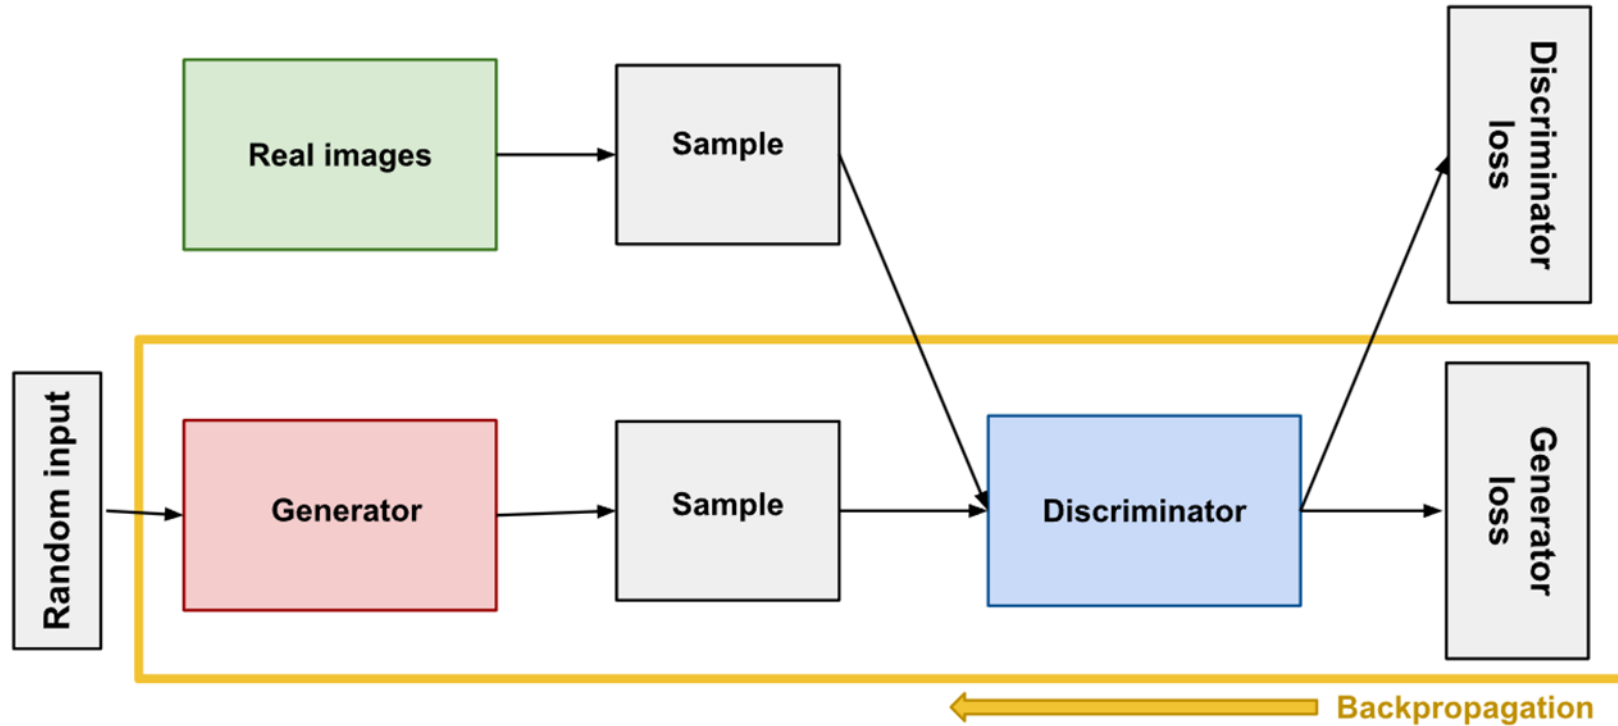 Real images
Sample
Discriminator
loss
Random input
Generator
Sample
Discriminator
Generator
loss
Backpropagation